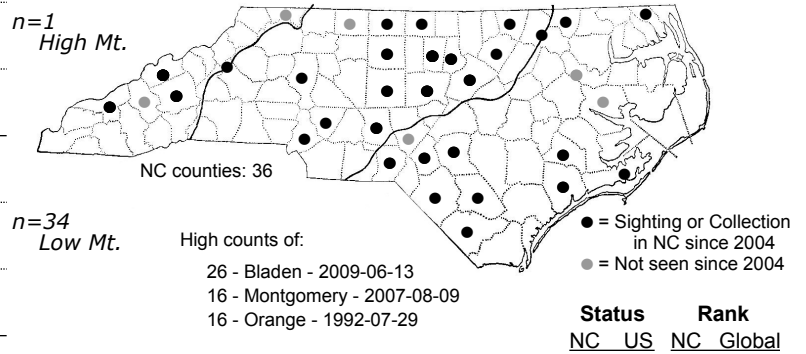 n=1
High Mt.
NC counties: 36
n=34
Low Mt.
High counts of:
26 - Bladen - 2009-06-13
16 - Montgomery - 2007-08-09
16 - Orange - 1992-07-29
= Sighting or Collection
in NC since 2004
= Not seen since 2004
Status Rank
NC US NC Global